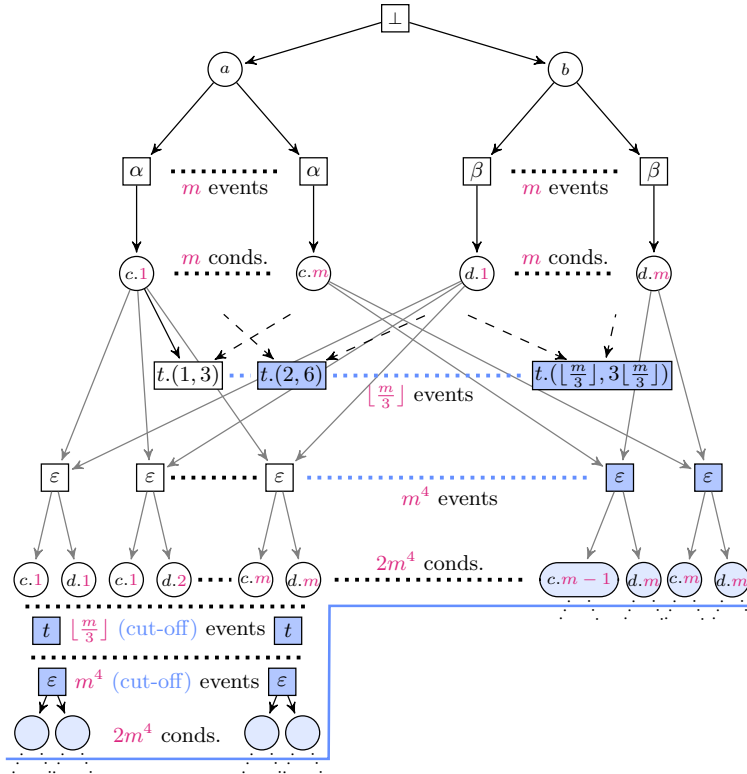 ⊥
a b
α α β β
m events m events
m conds. m conds.
c.1 c.m d.1 d.m
t.(1, 3) t.(2, 6) t.(⌊m/3⌋, 3⌊m/3⌋)
⌊m/3⌋ events
ε ε ε ε ε
m⁴ events
2m⁴ conds.
c.1 d.1 c.1 d.2 c.m d.m c.m − 1 d.m c.m d.m
t ⌊m/3⌋ (cut-off) events t
ε m⁴ (cut-off) events ε
2m⁴ conds.